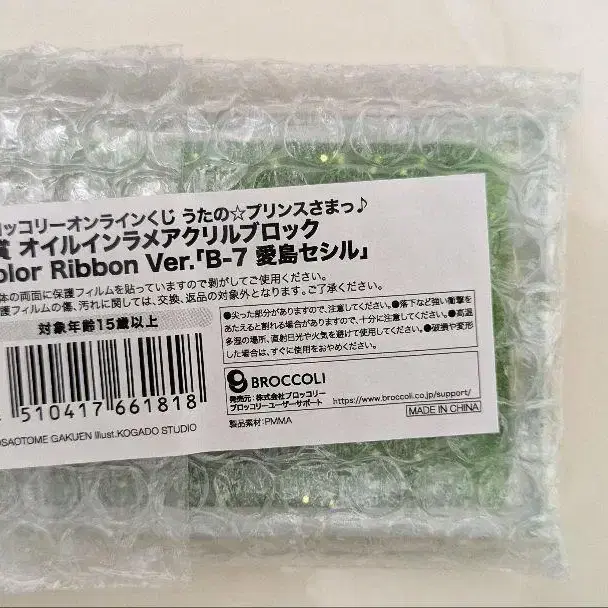 ロッコリーオンラインくじ うたの☆プリンスさまっ♪
賞 オイルインラメアクリルブロック
olor Ribbon Ver.「B-7 愛島セシル」
体の両面に保護フィルムを貼っていますので剥がしてご使用ください。
護フィルムの傷、汚れに関しては、交換、返品の対象外となります。ご了承ください。
対象年齢15歳以上
●尖った部分がありますので、注意してください。●落下など強い衝撃を
あたえると割れる場合がありますので、十分に注意してください。●高温
多湿の場所、直射日光や火気を避けて使用してください。●破損や変形
した場合は、すぐに使用をおやめください。
BROCCOLI
発売元：株式会社ブロッコリー
ブロッコリーユーザーサポート https://www.broccoli.co.jp/support/
510417 661818
製品素材：PMMA
MADE IN CHINA
SAOTOME GAKUEN Illust.KOGADO STUDIO